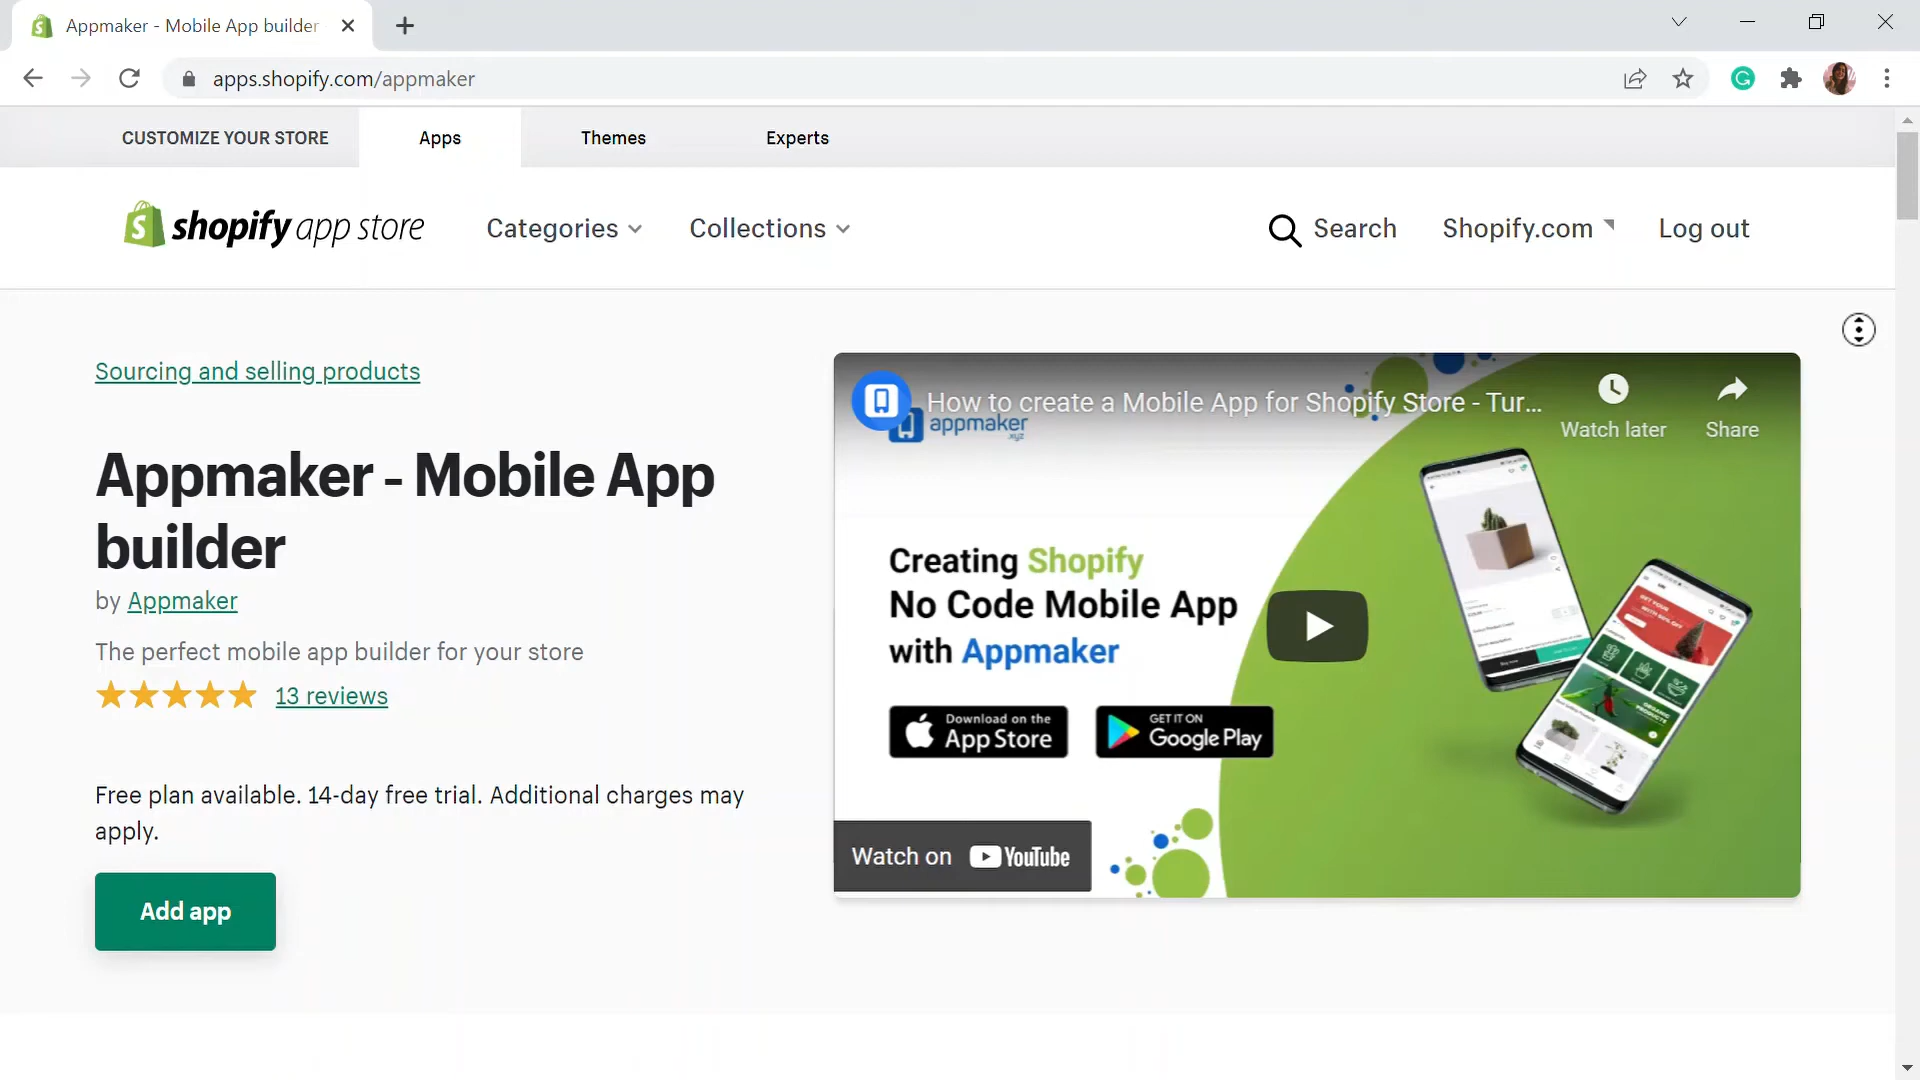 Appmaker - Mobile App builder
apps.shopify.com/appmaker
CUSTOMIZE YOUR STORE
Apps
Themes
Experts
shopify app store
Categories
Collections
Search
Shopify.com
Log out
Sourcing and selling products
Appmaker - Mobile App
builder
by Appmaker
The perfect mobile app builder for your store
13 reviews
Free plan available. 14-day free trial. Additional charges may
apply.
Add app
How to create a Mobile App for Shopify Store - Tur...
Watch later
Share
appmaker
.xyz
Creating Shopify
No Code Mobile App
with Appmaker
Download on the
App Store
GET IT ON
Google Play
Watch on YouTube